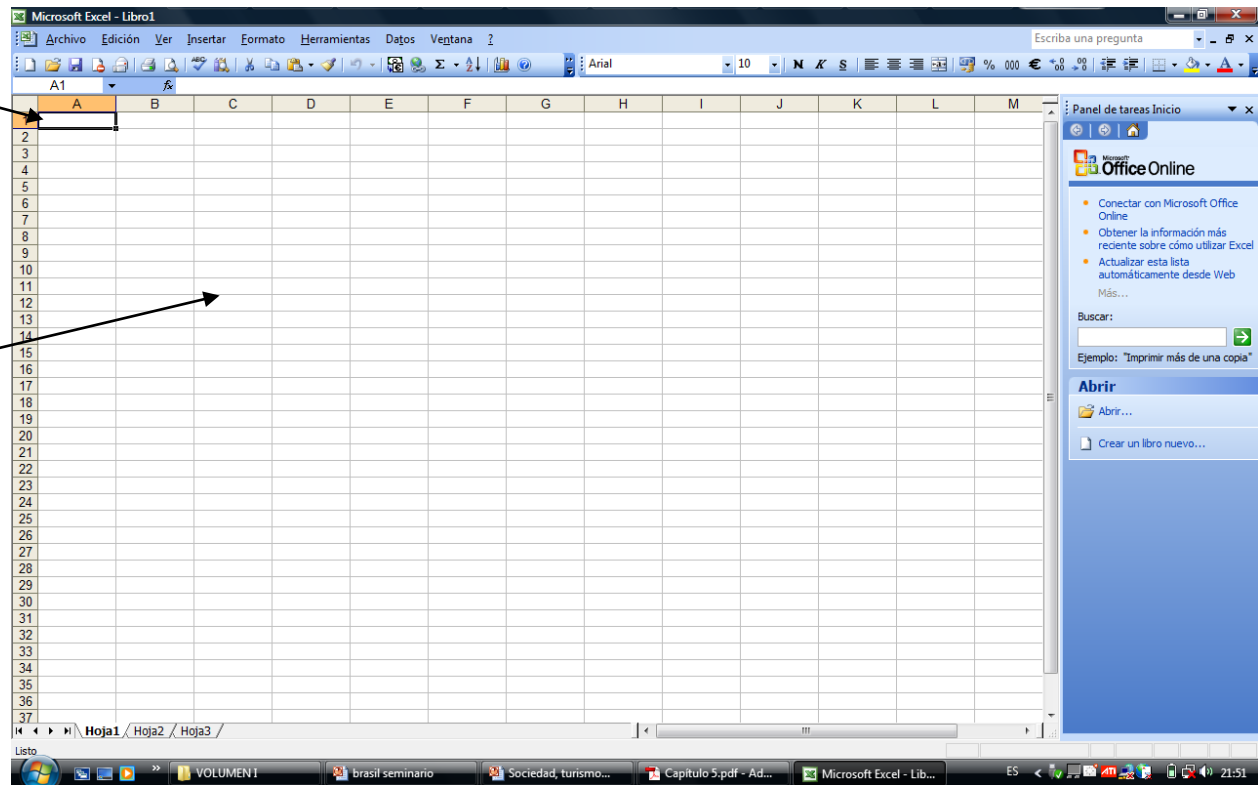 Microsoft Excel - Libro1
Archivo Edición Ver Insertar Formato Herramientas Datos Ventana ?
Escriba una pregunta
Arial 10 N K S % 000 €
A1 fx
A B C D E F G H I J K L M
1
2
3
4
5
6
7
8
9
10
11
12
13
14
15
16
17
18
19
20
21
22
23
24
25
26
27
28
29
30
31
32
33
34
35
36
37
Panel de tareas Inicio
Microsoft
Office Online
Conectar con Microsoft Office
Online
Obtener la información más
reciente sobre cómo utilizar Excel
Actualizar esta lista
automáticamente desde Web
Más...
Buscar:
Ejemplo: "Imprimir más de una copia"
Abrir
Abrir...
Crear un libro nuevo...
Hoja1 Hoja2 Hoja3
Listo
VOLUMEN I brasil seminario Sociedad, turismo... Capítulo 5.pdf - Ad... Microsoft Excel - Lib... ES 21:51